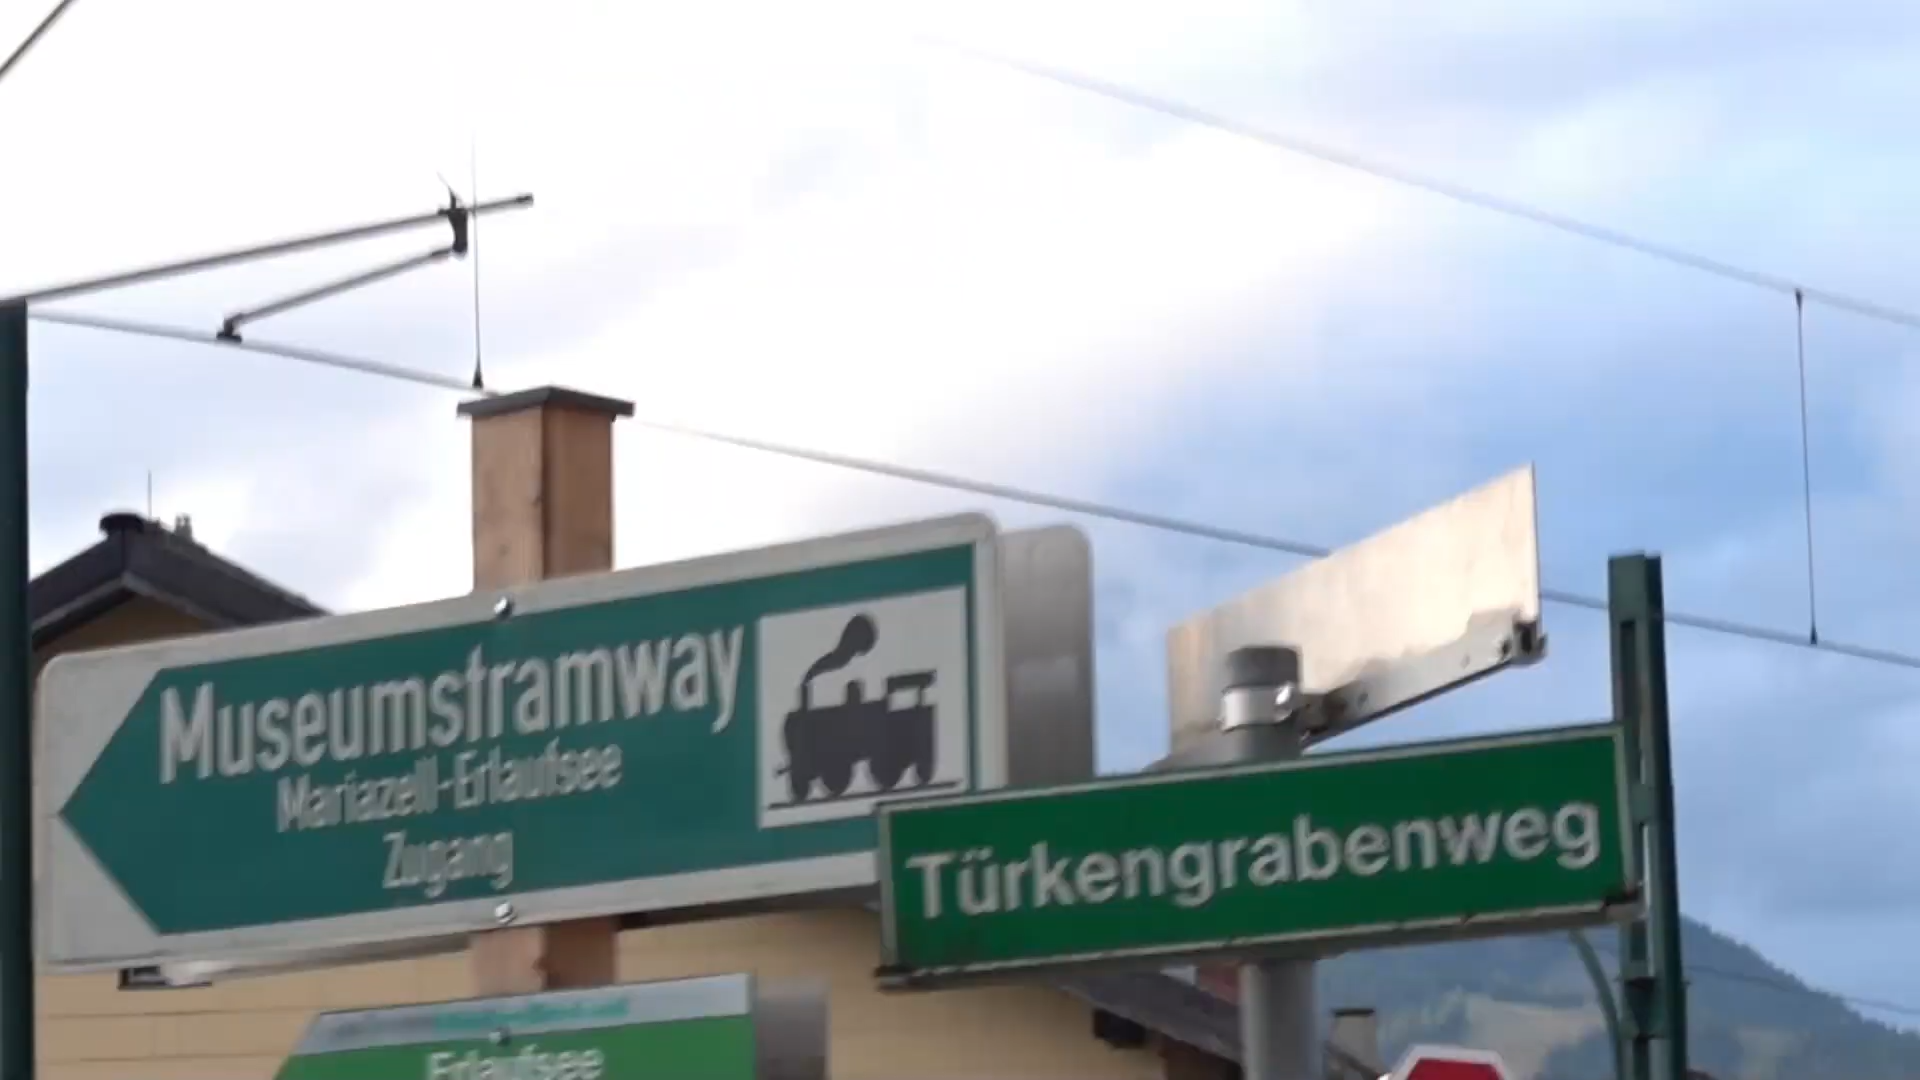 Museumstramway
Mariazell-Erlaufsee
Zugang
Türkengrabenweg
Erlaufsee